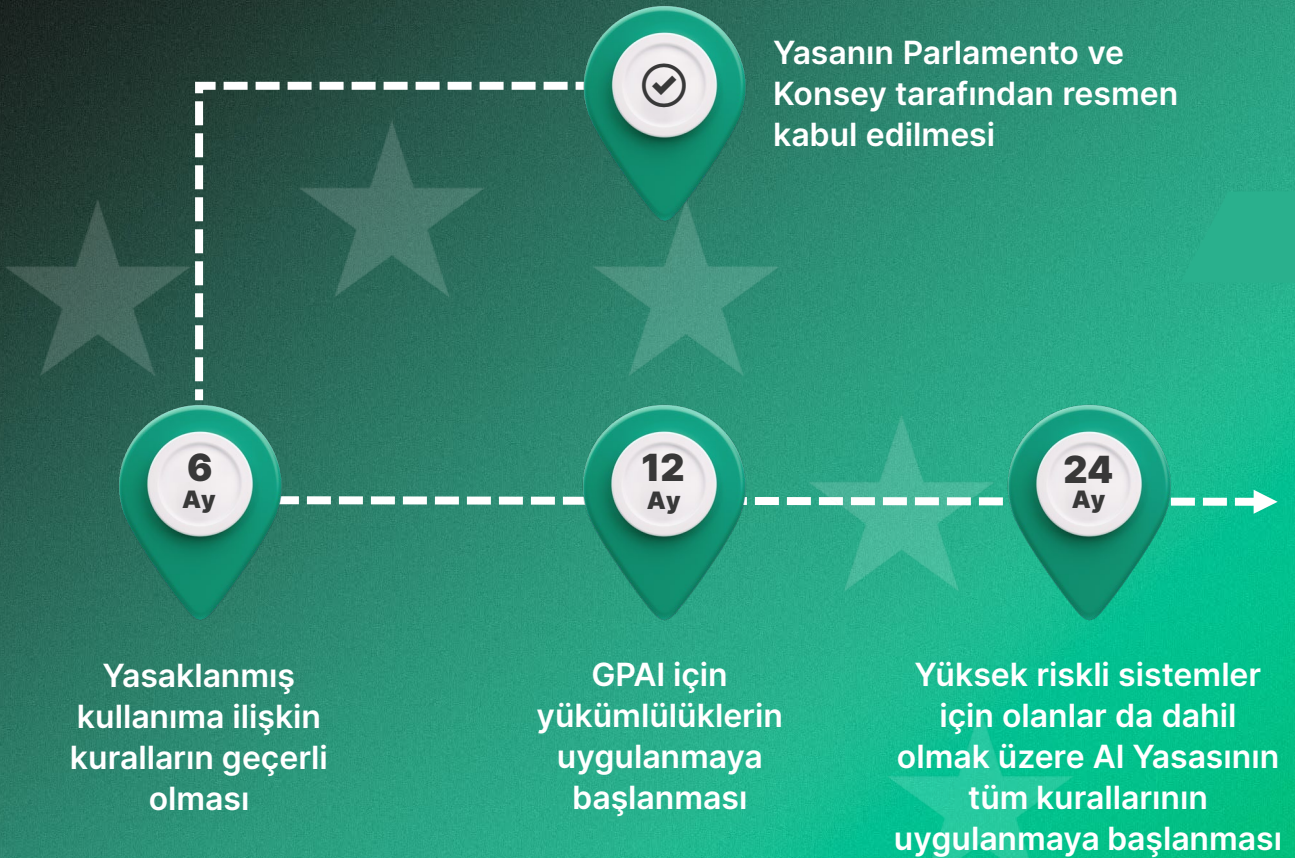 Yasanın Parlamento ve
Konsey tarafından resmen
kabul edilmesi
6
Ay
12
Ay
24
Ay
Yasaklanmış
kullanıma ilişkin
kuralların geçerli
olması
GPAI için
yükümlülüklerin
uygulanmaya
başlanması
Yüksek riskli sistemler
için olanlar da dahil
olmak üzere AI Yasasının
tüm kurallarının
uygulanmaya başlanması